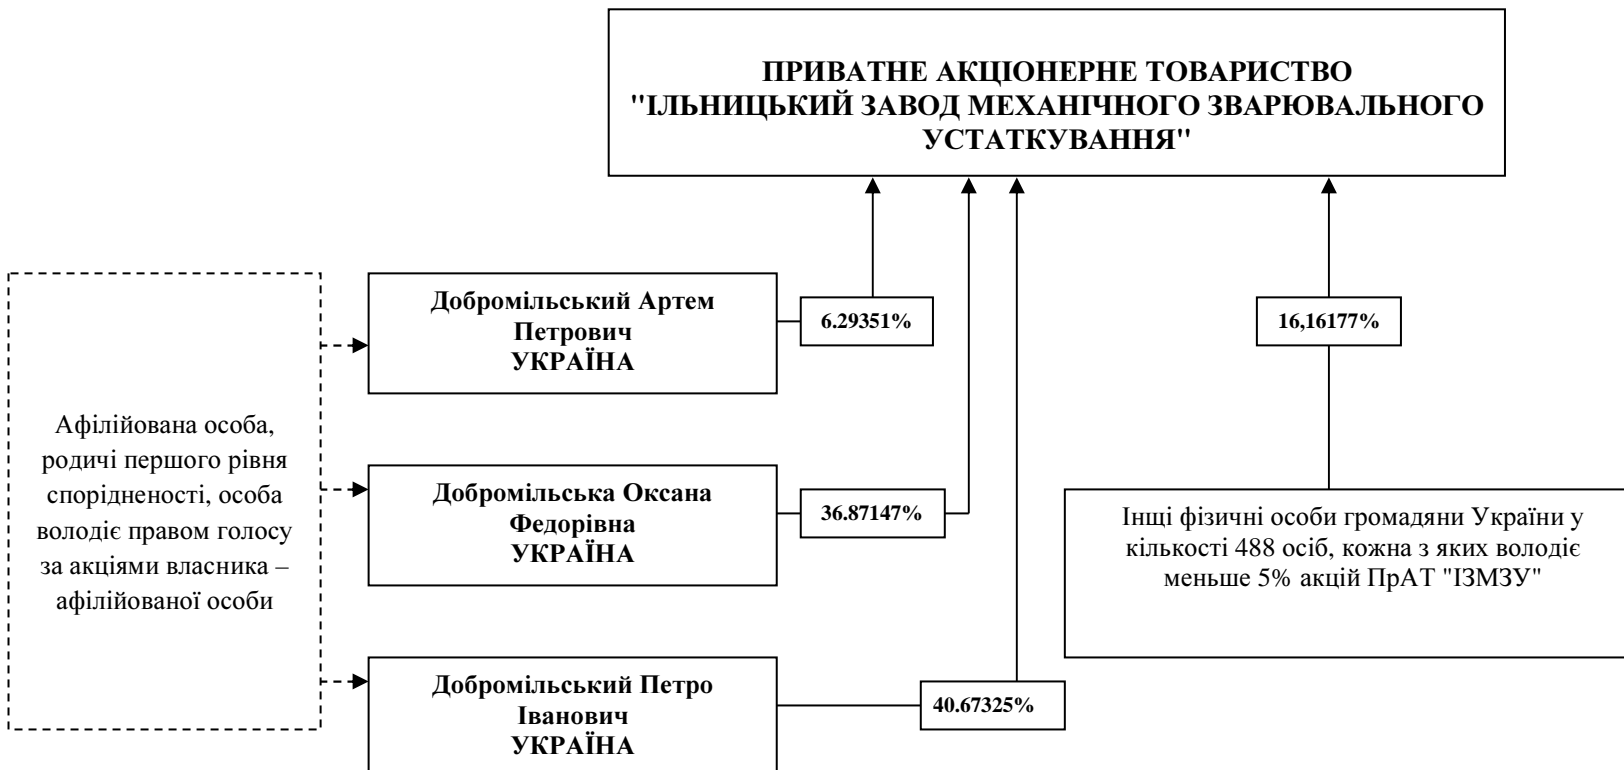 ПРИВАТНЕ АКЦІОНЕРНЕ ТОВАРИСТВО
"ІЛЬНИЦЬКИЙ ЗАВОД МЕХАНІЧНОГО ЗВАРЮВАЛЬНОГО
УСТАТКУВАННЯ"
Добромільський Артем
Петрович
УКРАЇНА
6.29351%
16,16177%
Афілійована особа,
родичі першого рівня
спорідненості, особа
володіє правом голосу
за акціями власника –
афілійованої особи
Добромільська Оксана
Федорівна
УКРАЇНА
36.87147%
Інщі фізичні особи громадяни України у
кількості 488 осіб, кожна з яких володіє
меньше 5% акцій ПрАТ "ІЗМЗУ"
Добромільський Петро
Іванович
УКРАЇНА
40.67325%